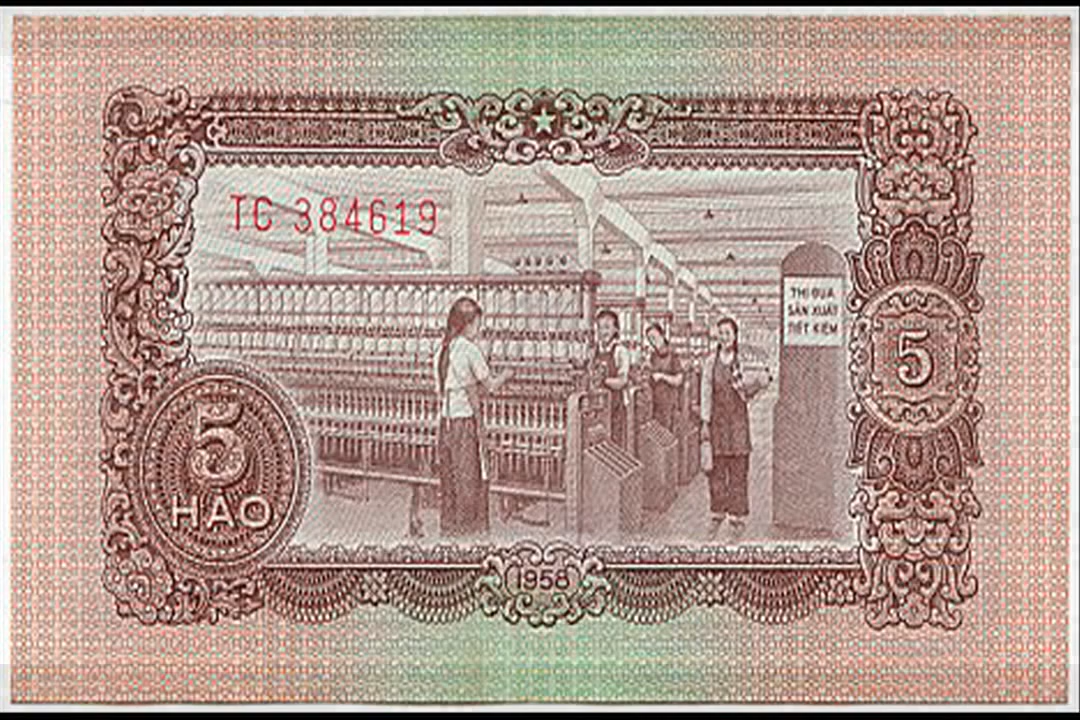 TC 384619
THI ĐUA
SẢN XUẤT
TIẾT KIỆM
5
5
HÀO
1958